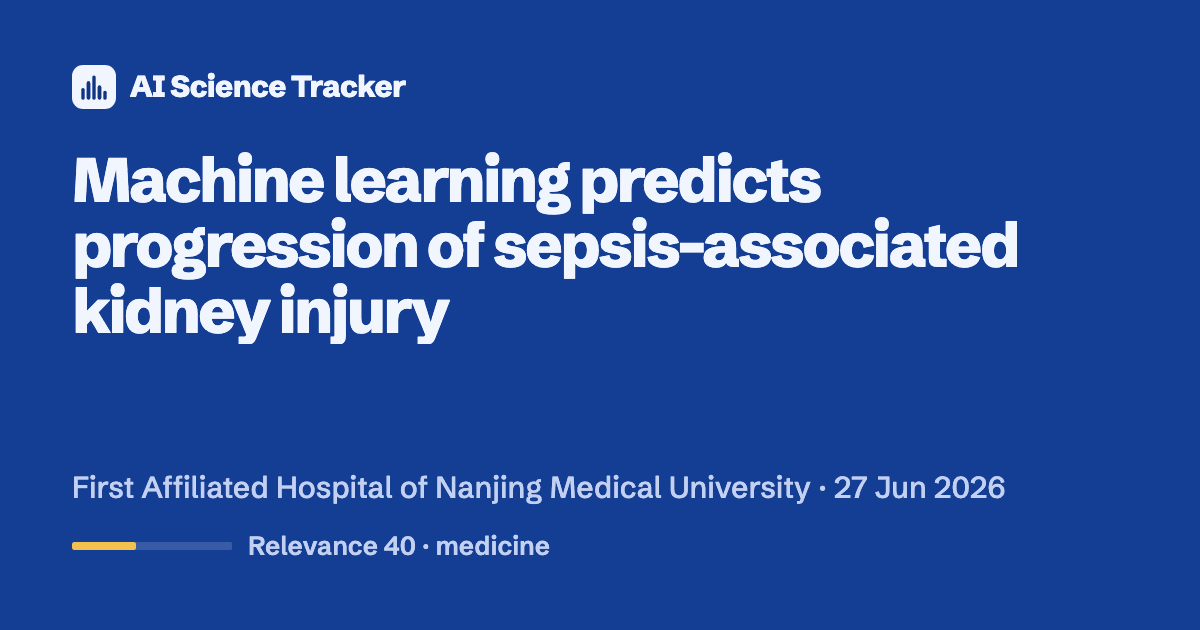 AI Science Tracker
Machine learning predicts
progression of sepsis-associated
kidney injury
First Affiliated Hospital of Nanjing Medical University · 27 Jun 2026
Relevance 40 · medicine